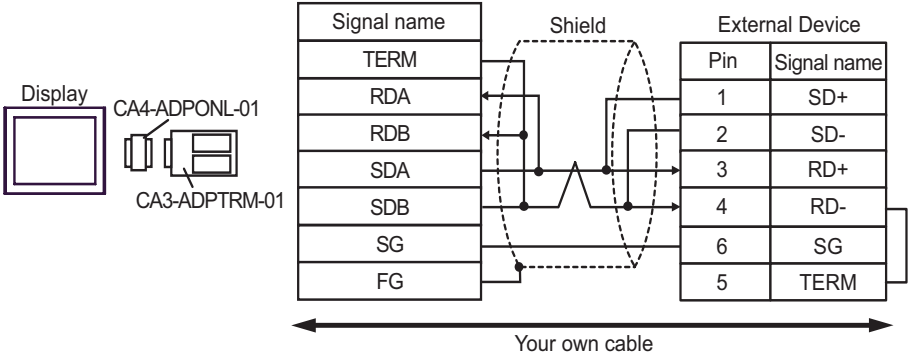 Display
CA4-ADPONL-01
CA3-ADPTRM-01
Signal name
TERM
RDA
RDB
SDA
SDB
SG
FG
Shield
External Device
Pin Signal name
1 SD+
2 SD-
3 RD+
4 RD-
6 SG
5 TERM
Your own cable